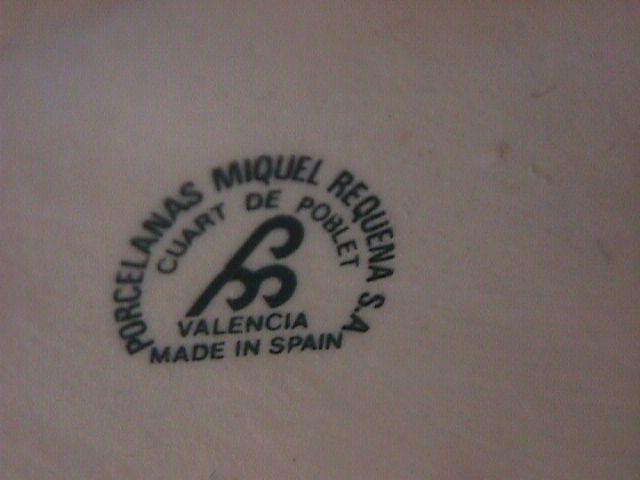 PORCELANAS MIQUEL REQUENA S.A
CUART DE POBLET
VALENCIA
MADE IN SPAIN